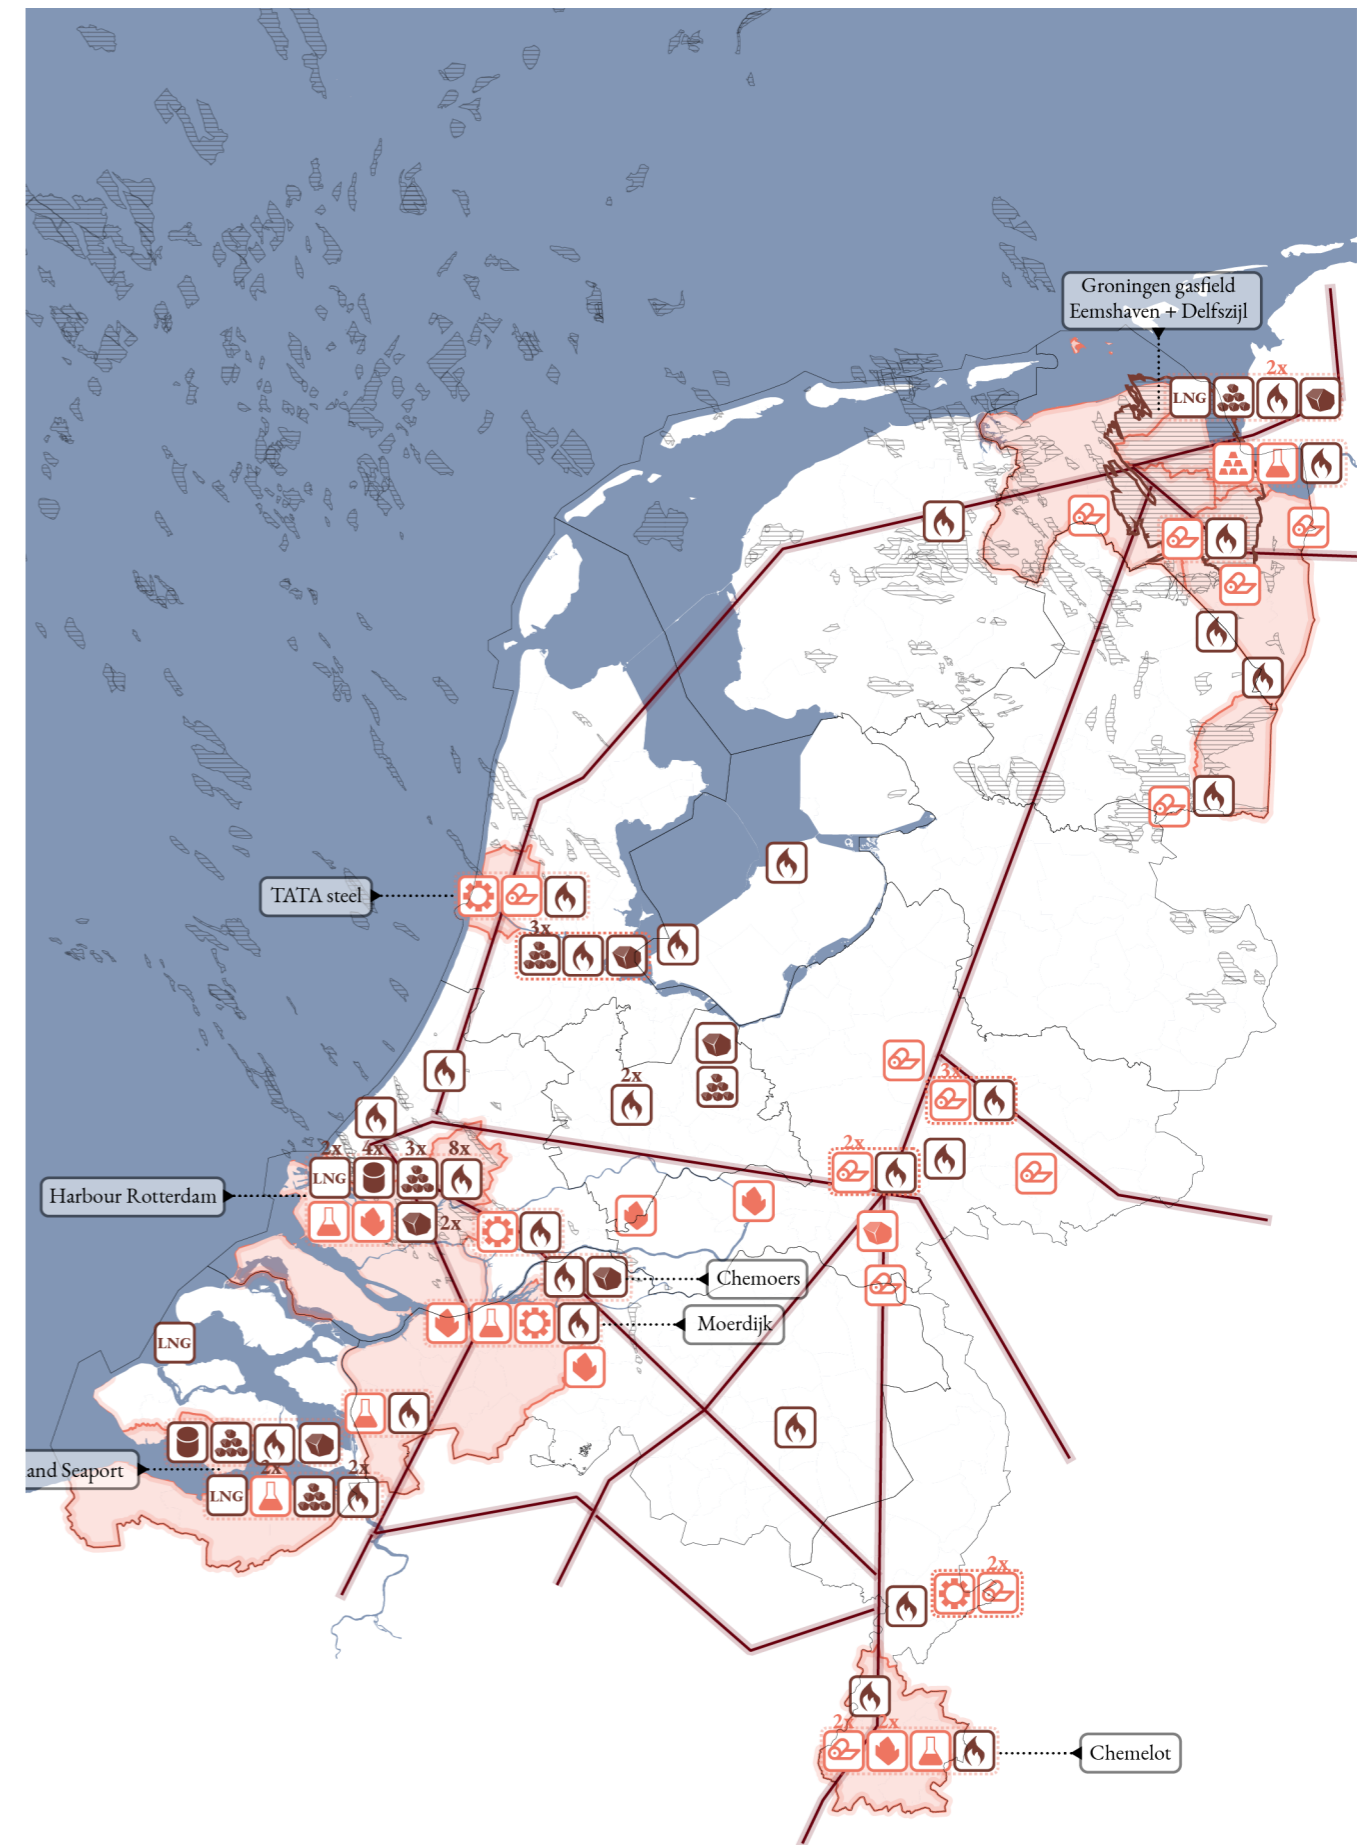 Groningen gasfield
Eemshaven + Delfszijl
2x
LNG
TATA steel
3x
2x
3x
2x
2x
4x
3x
8x
LNG
Harbour Rotterdam
2x
Chemoers
Moerdijk
LNG
and Seaport
2x
2x
LNG
2x
2x
2x
Chemelot